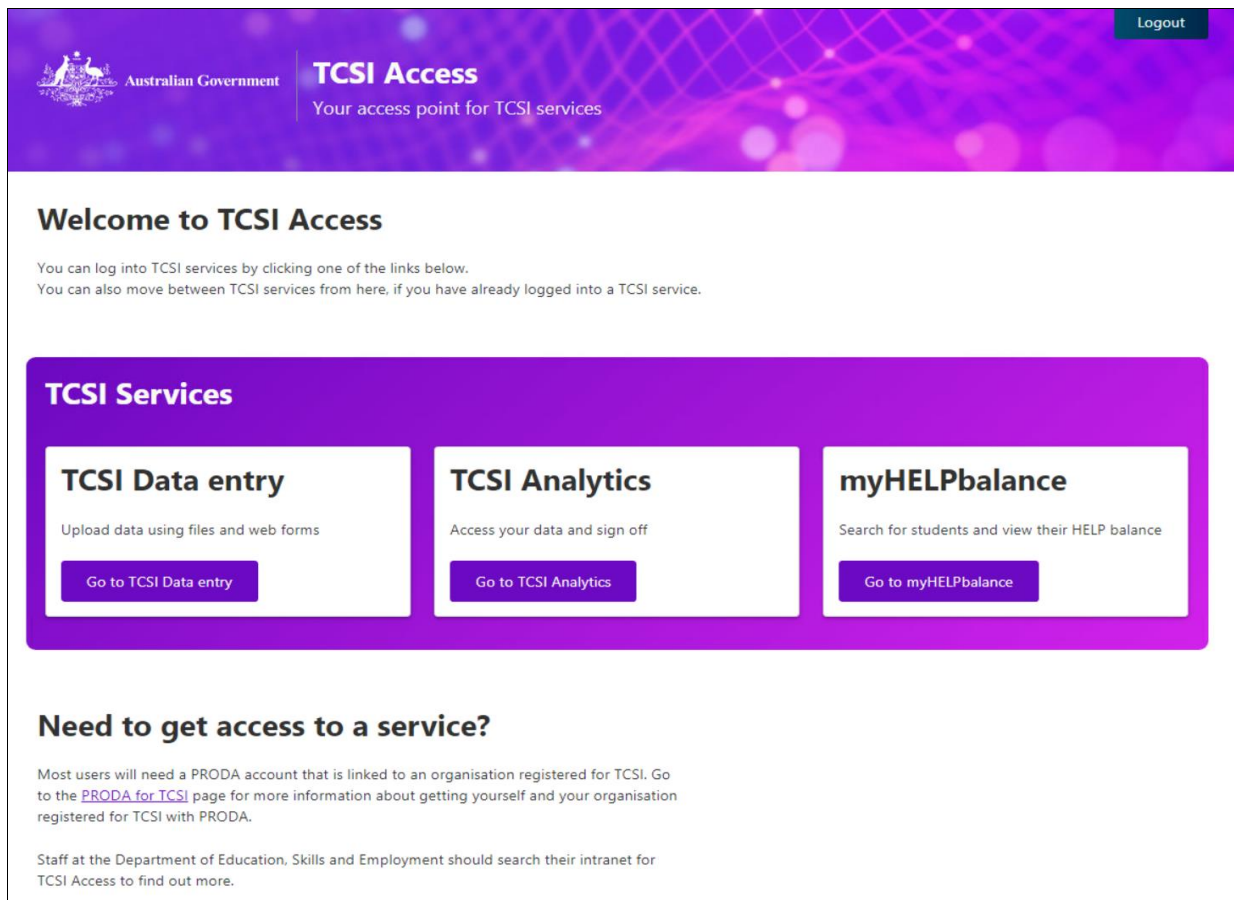 Logout
Australian Government
TCSI Access
Your access point for TCSI services
Welcome to TCSI Access
You can log into TCSI services by clicking one of the links below.
You can also move between TCSI services from here, if you have already logged into a TCSI service.
TCSI Services
TCSI Data entry
Upload data using files and web forms
Go to TCSI Data entry
TCSI Analytics
Access your data and sign off
Go to TCSI Analytics
myHELPbalance
Search for students and view their HELP balance
Go to myHELPbalance
Need to get access to a service?
Most users will need a PRODA account that is linked to an organisation registered for TCSI. Go
to the PRODA for TCSI page for more information about getting yourself and your organisation
registered for TCSI with PRODA.
Staff at the Department of Education, Skills and Employment should search their intranet for
TCSI Access to find out more.